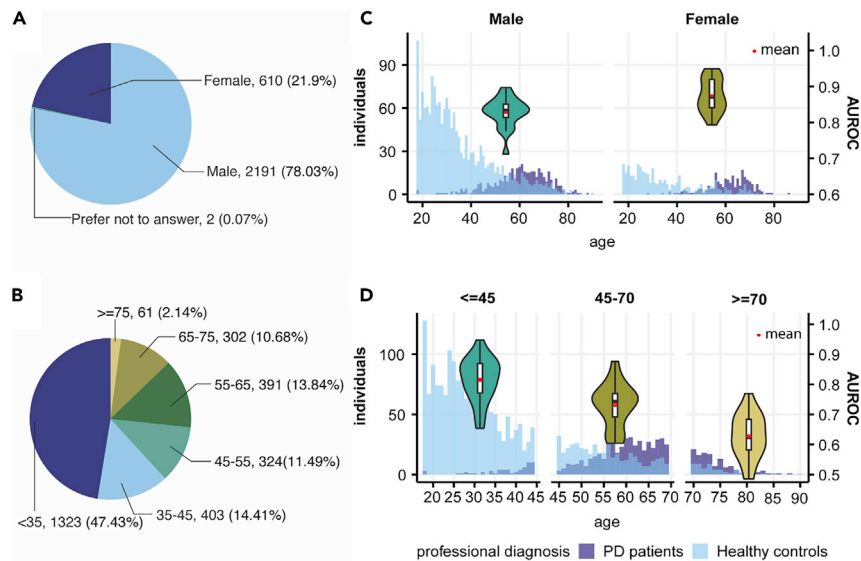 A
Female, 610 (21.9%)
Male, 2191 (78.03%)
Prefer not to answer, 2 (0.07%)
B
>=75, 61 (2.14%)
65-75, 302 (10.68%)
55-65, 391 (13.84%)
45-55, 324(11.49%)
35-45, 403 (14.41%)
<35, 1323 (47.43%)
C
Male Female
mean
individuals
90
60
30
0
20 40 60 80 20 40 60 80
age
1.0
0.9
0.8
0.7
0.6
AUROC
D
<=45 45-70 >=70
mean
individuals
100
50
0
20 25 30 35 40 45 45 50 55 60 65 70 70 75 80 85 90
age
1.0
0.9
0.8
0.7
0.6
0.5
AUROC
professional diagnosis PD patients Healthy controls